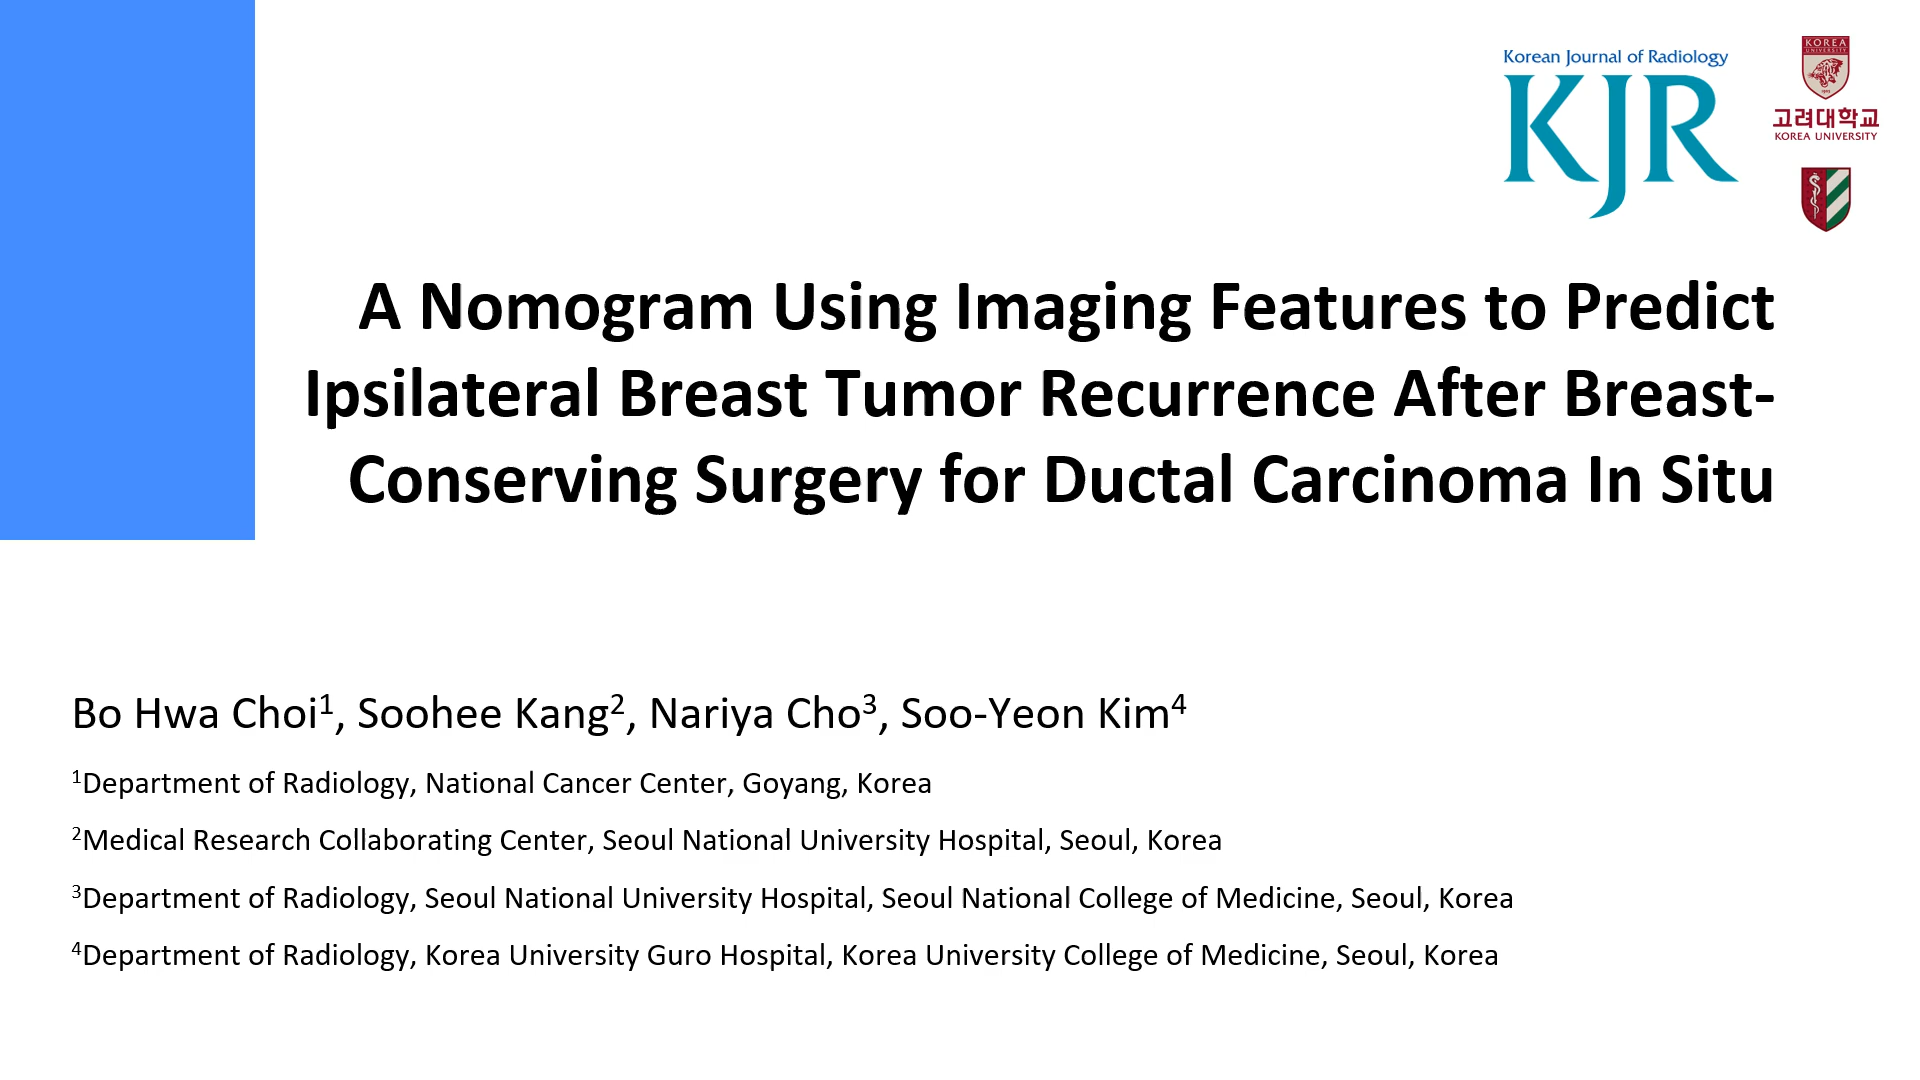 Korean Journal of Radiology
KJR
KOREA
UNIVERSITY
1905
고려대학교
KOREA UNIVERSITY
A Nomogram Using Imaging Features to Predict
Ipsilateral Breast Tumor Recurrence After Breast-
Conserving Surgery for Ductal Carcinoma In Situ
Bo Hwa Choi¹, Soohee Kang², Nariya Cho³, Soo-Yeon Kim⁴
¹Department of Radiology, National Cancer Center, Goyang, Korea
²Medical Research Collaborating Center, Seoul National University Hospital, Seoul, Korea
³Department of Radiology, Seoul National University Hospital, Seoul National College of Medicine, Seoul, Korea
⁴Department of Radiology, Korea University Guro Hospital, Korea University College of Medicine, Seoul, Korea